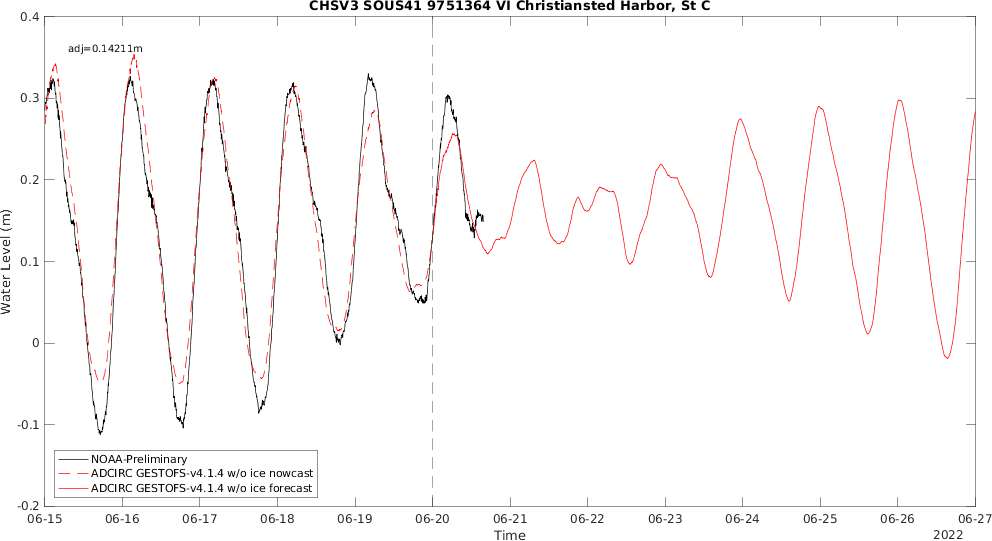 CHSV3 SOUS41 9751364 VI Christiansted Harbor, St C
adj=0.14211m
0.4
0.3
0.2
0.1
0
-0.1
-0.2
Water Level (m)
NOAA-Preliminary
ADCIRC GESTOFS-v4.1.4 w/o ice nowcast
ADCIRC GESTOFS-v4.1.4 w/o ice forecast
06-15 06-16 06-17 06-18 06-19 06-20 06-21 06-22 06-23 06-24 06-25 06-26 06-27
Time
2022